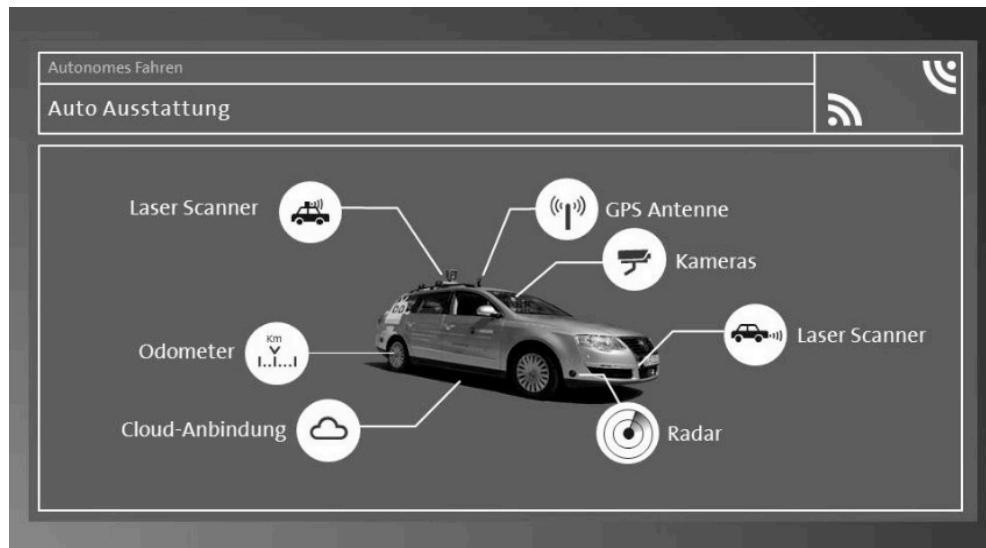 Autonomes Fahren
Auto Ausstattung
Laser Scanner
GPS Antenne
Kameras
Laser Scanner
Km
Odometer
Cloud-Anbindung
Radar